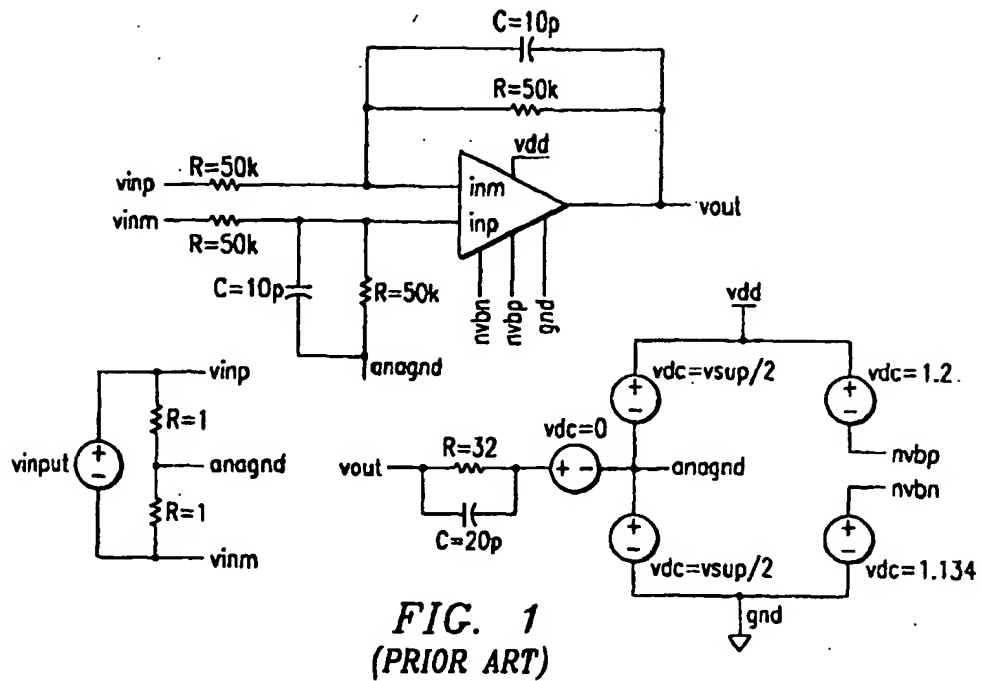 C=10p
R=50k
vdd
R=50k
vinp
inm
vout
vinm
inp
R=50k
C=10p
R=50k
nvbn
nvbp
gnd
anagnd
vdd
vinp
vdc=vsup/2
vdc=1.2
R=1
vdc=0
R=32
vinput
anagnd
vout
anagnd
nvbp
nvbn
R=1
C=20p
vinm
vdc=vsup/2
vdc=1.134
gnd
FIG. 1
(PRIOR ART)